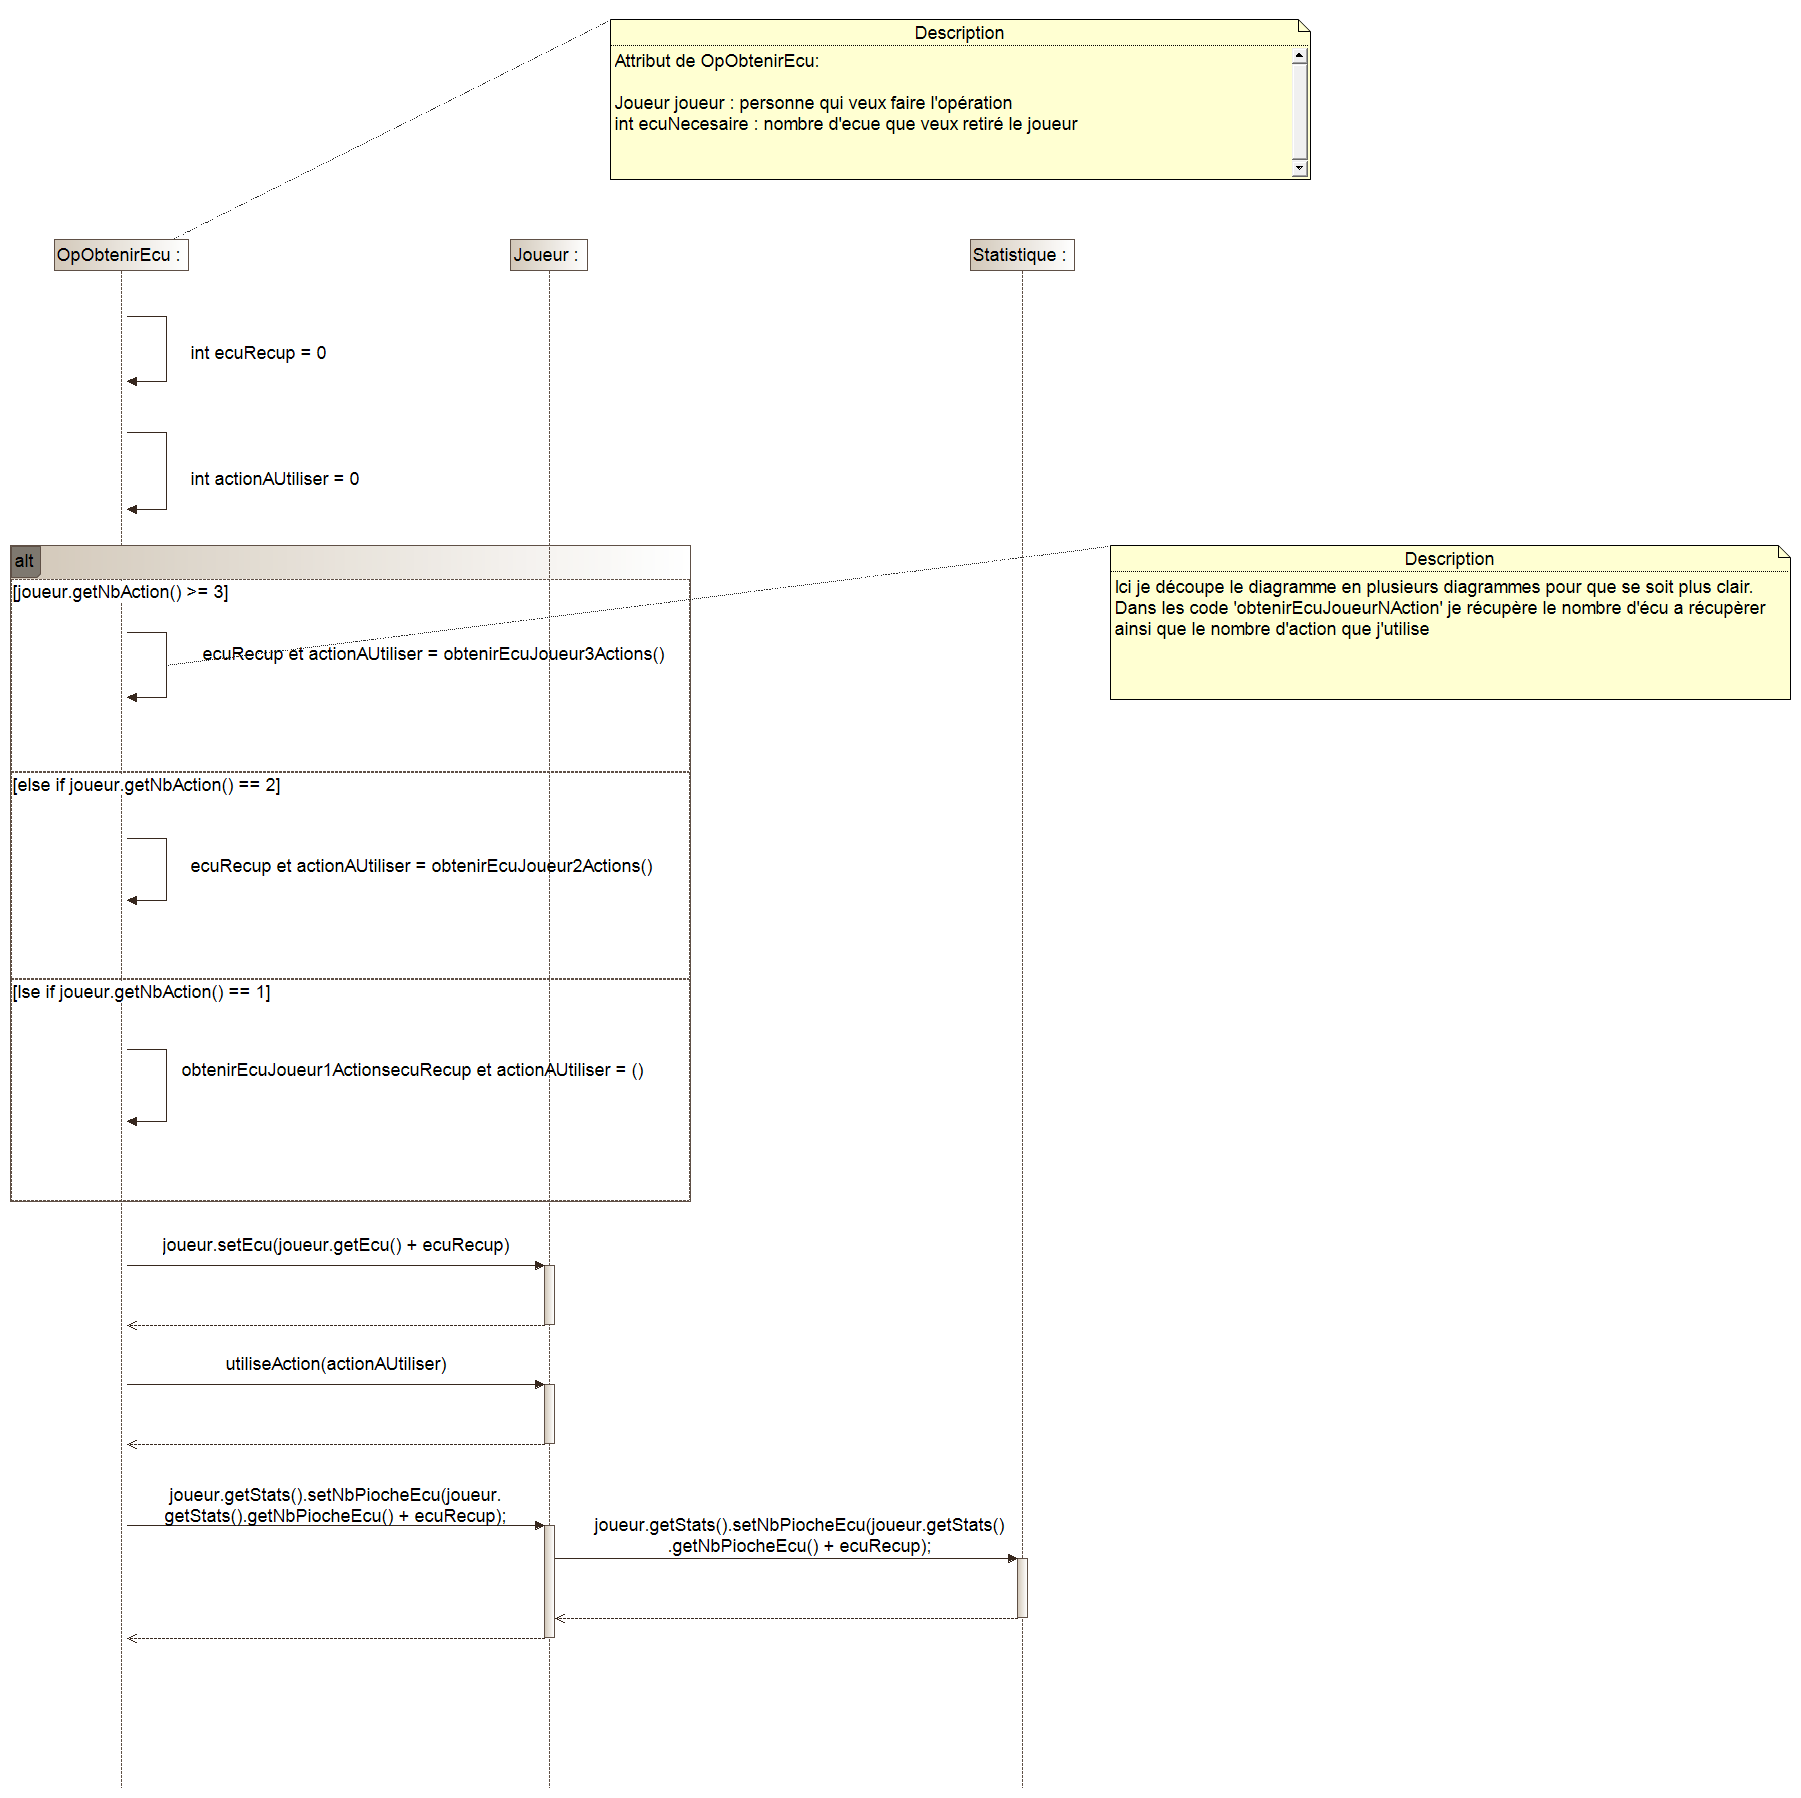 Description
Attribut de OpObtenirEcu:
Joueur joueur : personne qui veux faire l'opération
int ecuNecesaire : nombre d'ecue que veux retiré le joueur
OpObtenirEcu :
Joueur :
Statistique :
int ecuRecup = 0
int actionAUtiliser = 0
alt
[joueur.getNbAction() >= 3]
ecuRecup et actionAUtiliser = obtenirEcuJoueur3Actions()
Description
Ici je découpe le diagramme en plusieurs diagrammes pour que se soit plus clair.
Dans les code 'obtenirEcuJoueurNAction' je récupère le nombre d'écu a récupèrer
ainsi que le nombre d'action que j'utilise
[else if joueur.getNbAction() == 2]
ecuRecup et actionAUtiliser = obtenirEcuJoueur2Actions()
[lse if joueur.getNbAction() == 1]
obtenirEcuJoueur1ActionsecuRecup et actionAUtiliser = ()
joueur.setEcu(joueur.getEcu() + ecuRecup)
utiliseAction(actionAUtiliser)
joueur.getStats().setNbPiocheEcu(joueur.
getStats().getNbPiocheEcu() + ecuRecup);
joueur.getStats().setNbPiocheEcu(joueur.getStats()
.getNbPiocheEcu() + ecuRecup);